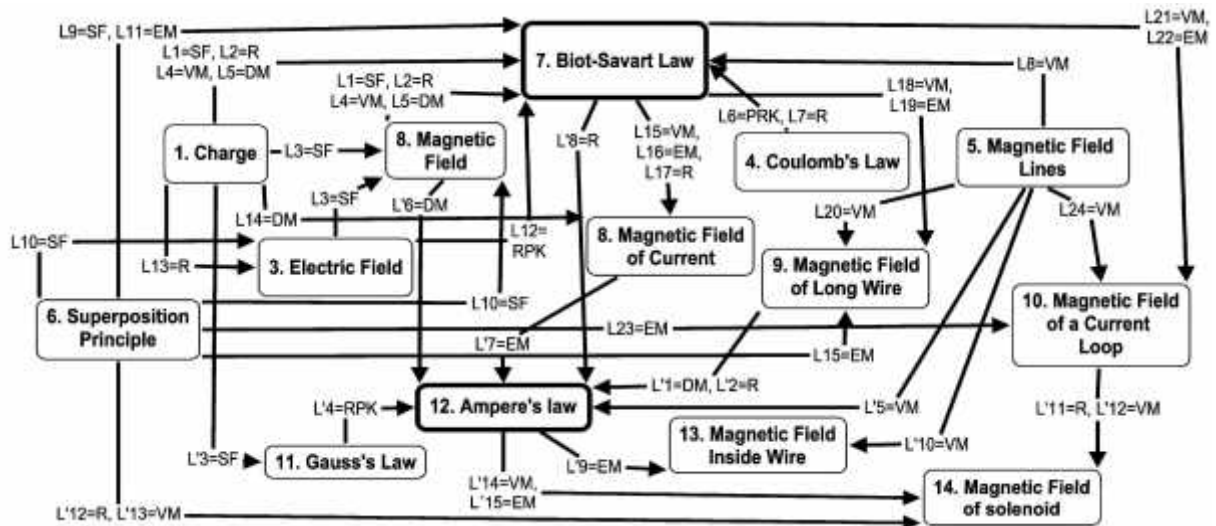 L9=SF, L11=EM
L21=VM,
L22=EM
L1=SF, L2=R
L4=VM, L5=DM
7. Biot-Savart Law
L8=VM
L1=SF, L2=R
L4=VM, L5=DM
L18=VM,
L19=EM
L6=PRK, L7=R
1. Charge
L3=SF
8. Magnetic
Field
L'8=R
L15=VM,
L16=EM,
L17=R
4. Coulomb's Law
5. Magnetic Field
Lines
L3=SF
L'6=DM
L14=DM
L20=VM
L24=VM
L10=SF
L12=
RPK
8. Magnetic Field
of Current
L13=R
3. Electric Field
9. Magnetic Field
of Long Wire
L10=SF
6. Superposition
Principle
10. Magnetic Field
of a Current
Loop
L23=EM
L'7=EM
L15=EM
L'1=DM, L'2=R
L'4=RPK
12. Ampere's law
L'5=VM
L'11=R, L'12=VM
13. Magnetic Field
Inside Wire
L'10=VM
L'3=SF
11. Gauss's Law
L'9=EM
L'14=VM,
L'15=EM
14. Magnetic Field
of solenoid
L'12=R, L'13=VM